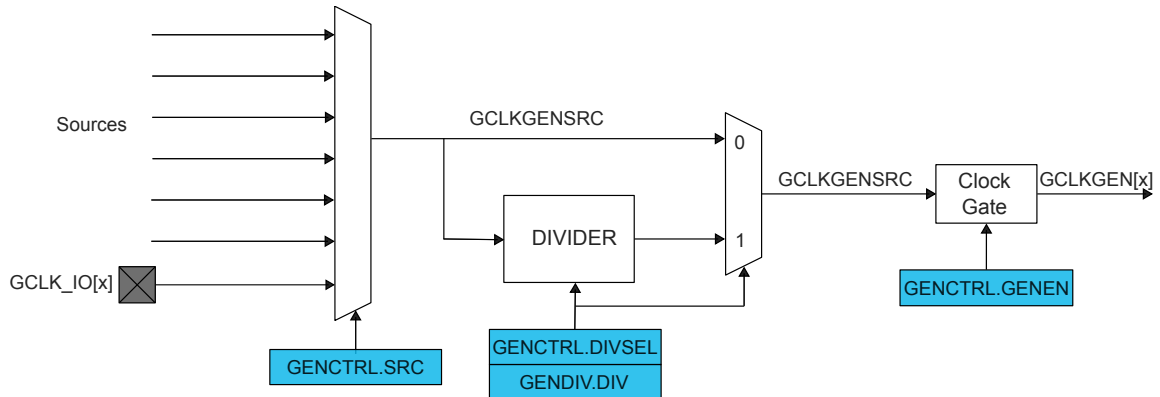 Sources
GCLK_IO[x]
GENCTRL.SRC
GCLKGENSRC
DIVIDER
GENCTRL.DIVSEL
GENDIV.DIV
0
1
GCLKGENSRC
Clock
Gate
GCLKGEN[x]
GENCTRL.GENEN